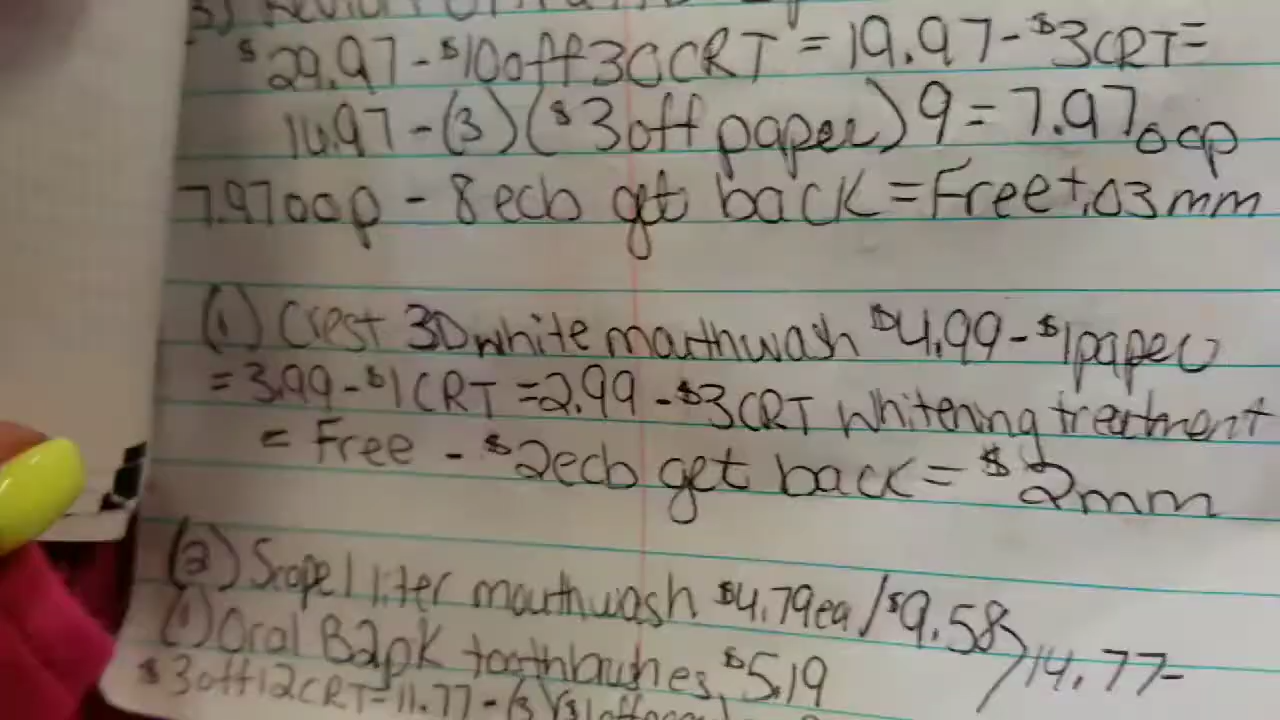 3) Revlon
$29.97 - $10 off 30 CRT = 19.97 - $3 CRT =
16.97 - (3) ($3 off paper) 9 = 7.97 oop
7.97 oop - 8 ecb get back = Free + .03 mm
(1) Crest 3D white mouthwash $4.99 - $1 paper
= 3.99 - $1 CRT = 2.99 - $3 CRT whitening treatment
= Free - $2 ecb get back = $2 mm
(2) Scope 1 liter mouthwash $4.79 ea / $9.58
(1) Oral B 2pk toothbrushes $5.19 14.77 -
$3 off 12 CRT = 11.77 - (3)